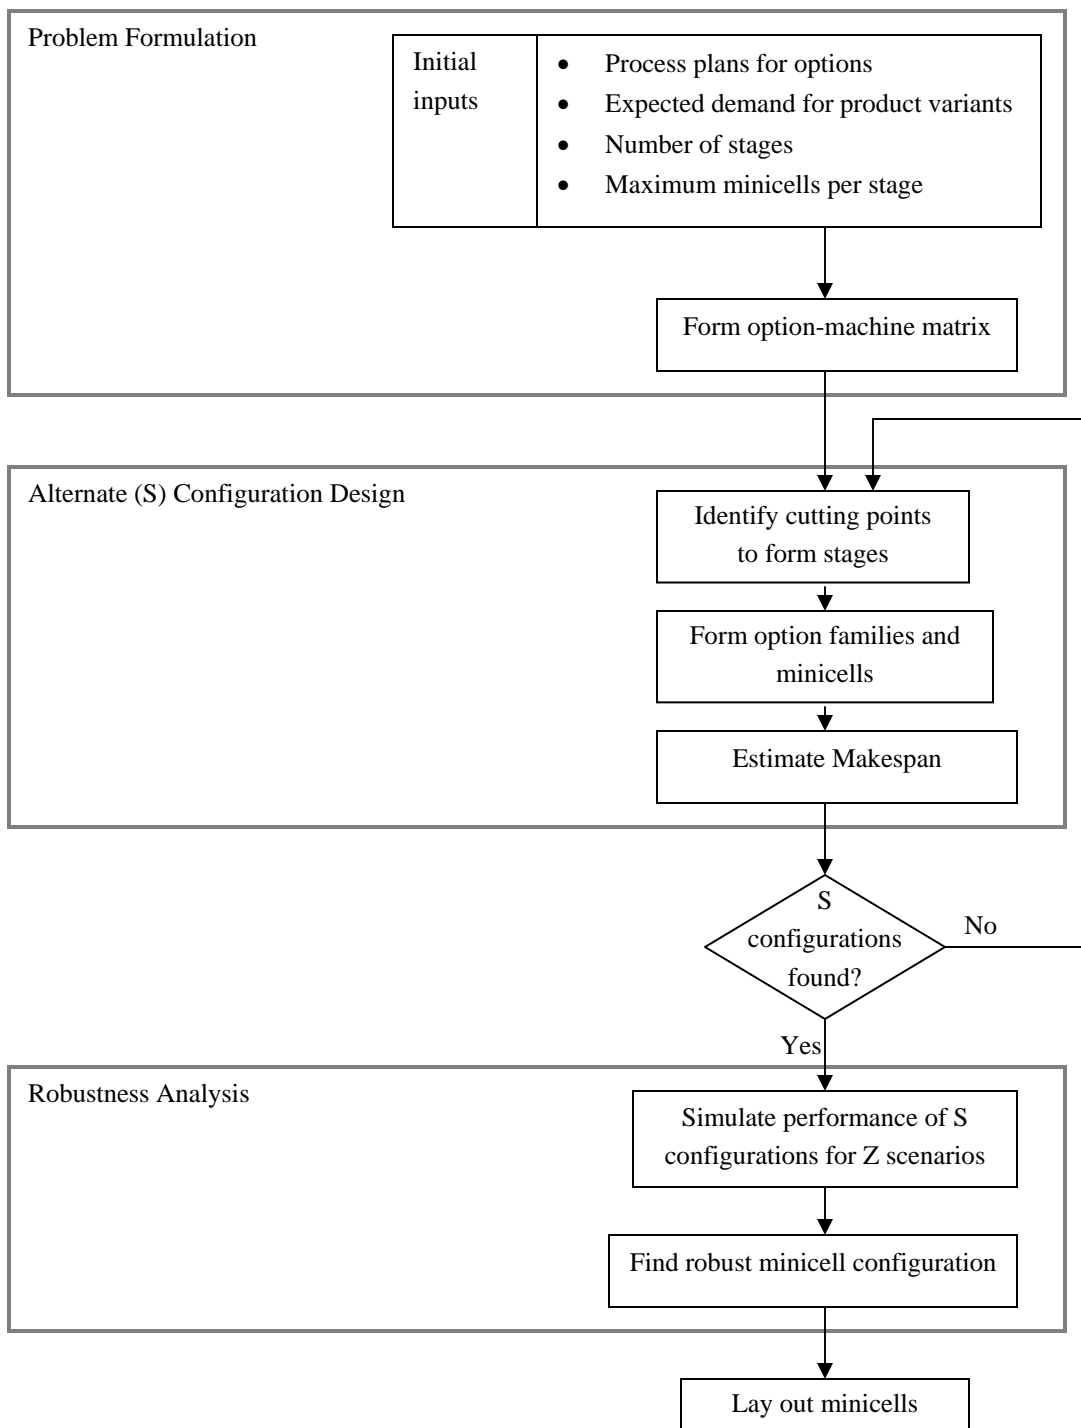 Problem Formulation
Initial
inputs
• Process plans for options
• Expected demand for product variants
• Number of stages
• Maximum minicells per stage
Form option-machine matrix
Alternate (S) Configuration Design
Identify cutting points
to form stages
Form option families and
minicells
Estimate Makespan
S
configurations
found?
No
Yes
Robustness Analysis
Simulate performance of S
configurations for Z scenarios
Find robust minicell configuration
Lay out minicells